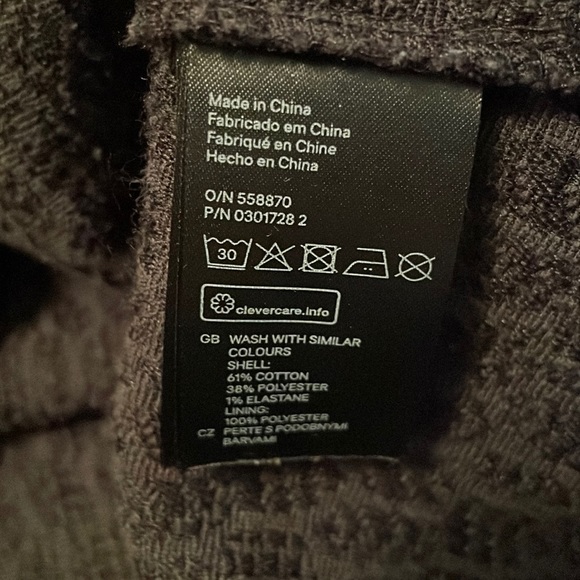 Made in China
Fabricado em China
Fabriqué en Chine
Hecho en China
O/N 558870
P/N 0301728 2
30
clevercare.info
GB WASH WITH SIMILAR
COLOURS
SHELL:
61% COTTON
38% POLYESTER
1% ELASTANE
LINING:
100% POLYESTER
CZ PERTE S PODOBNÝMI
BARVAMI